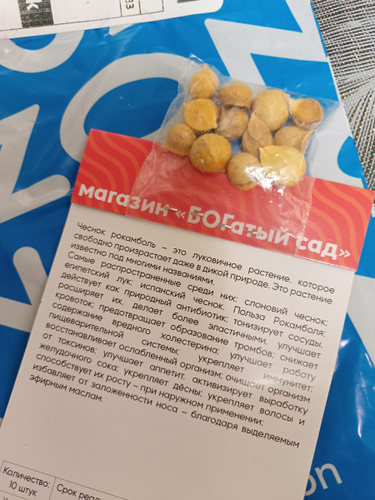 магазин «БОГатый сад»
Чеснок рокамболь – это луковичное растение, которое
свободно произрастает даже в дикой природе. Это растение
известно под многими названиями.
Самые распространенные среди них: слоновий чеснок;
египетский лук; испанский чеснок. Польза Рокамболя:
действует как природный антибиотик; тонизирует сосуды,
расширяет их, делает более эластичными, улучшает
кровоток; предотвращает образование тромбов; снижает
содержание вредного холестерина; улучшает работу
пищеварительной системы; укрепляет иммунитет;
восстанавливает ослабленный организм; очищает организм
от токсинов; улучшает аппетит, активизирует выработку
желудочного сока; укрепляет дёсны; укрепляет волосы и
способствует их росту – при наружном применении;
избавляет от заложенности носа – благодаря выделяемым
эфирным маслам.
Количество:
10 штук
Срок реал
on